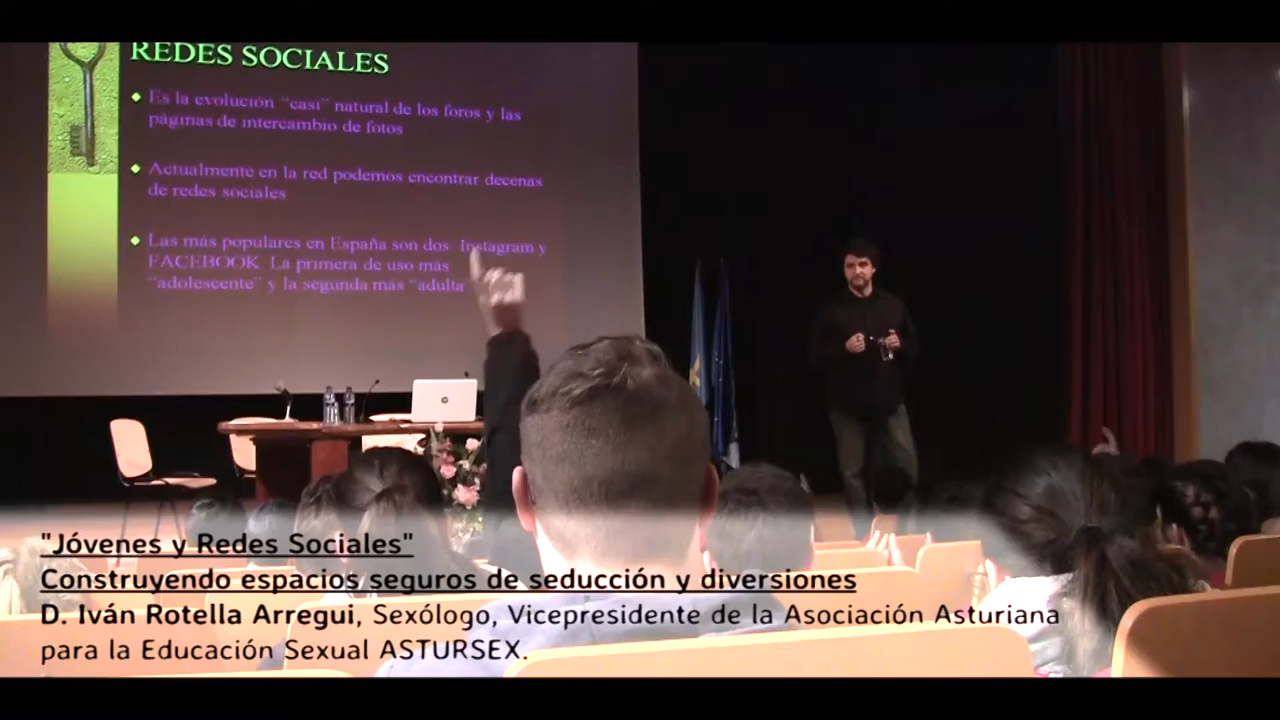 REDES SOCIALES
Es la evolución "casi" natural de los foros y las
páginas de intercambio de fotos
Actualmente en la red podemos encontrar decenas
de redes sociales
Las más populares en España son dos Instagram y
FACEBOOK. La primera de uso más
"adolescente" y la segunda más "adulta
"Jóvenes y Redes Sociales"
Construyendo espacios seguros de seducción y diversiones
D. Iván Rotella Arregui, Sexólogo, Vicepresidente de la Asociación Asturiana
para la Educación Sexual ASTURSEX.